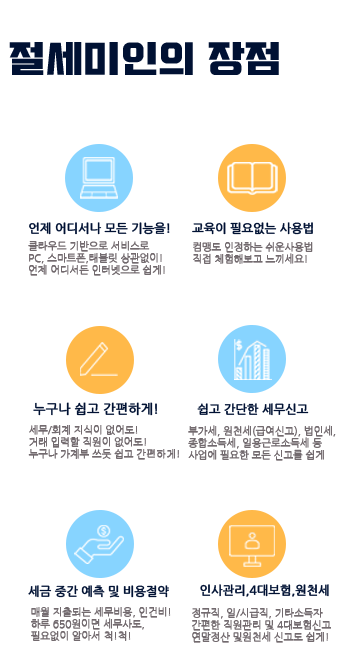 절세미인의 장점
언제 어디서나 모든 기능을!
클라우드 기반으로 서비스로
PC, 스마트폰,태블릿 상관없이!
언제 어디서든 인터넷으로 쉽게!
교육이 필요없는 사용법
컴맹도 인정하는 쉬운사용법
직접 체험해보고 느끼세요!
누구나 쉽고 간편하게!
세무/회계 지식이 없어도!
거래 입력할 직원이 없어도!
누구나 가계부 쓰듯 쉽고 간편하게!
쉽고 간단한 세무신고
부가세, 원천세(급여신고), 법인세,
종합소득세, 일용근로소득세 등
사업에 필요한 모든 신고를 쉽게
세금 중간 예측 및 비용절약
매월 지출되는 세무비용, 인건비!
하루 650원이면 세무사도,
필요없이 알아서 척!척!
인사관리,4대보험,원천세
정규직, 일/시급직, 기타소득자
간편한 직원관리 및 4대보험신고
연말정산 및원천세 신고도 쉽게!